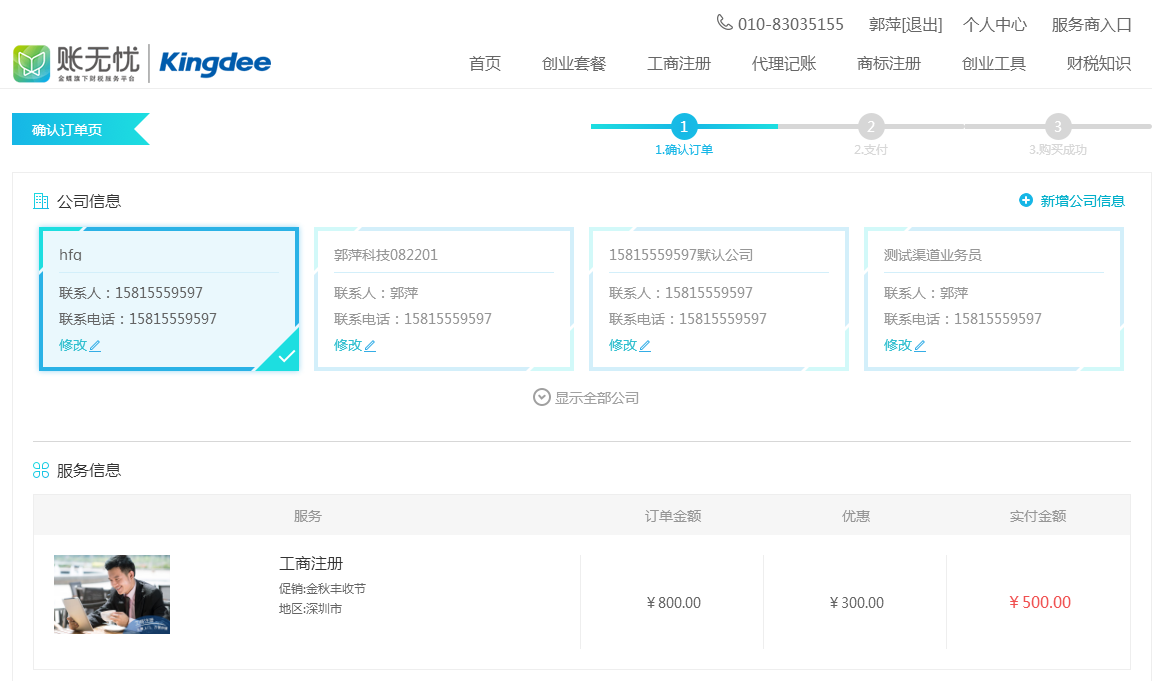 010-83035155 郭萍[退出] 个人中心 服务商入口
账无忧 Kingdee
金蝶旗下财税服务平台
首页 创业套餐 工商注册 代理记账 商标注册 创业工具 财税知识
确认订单页
1 2 3
1.确认订单 2.支付 3.购买成功
公司信息 新增公司信息
hfq 郭萍科技082201 15815559597默认公司 测试渠道业务员
联系人：15815559597 联系人：郭萍 联系人：15815559597 联系人：郭萍
联系电话：15815559597 联系电话：15815559597 联系电话：15815559597 联系电话：15815559597
修改 修改 修改 修改
显示全部公司
服务信息
服务 订单金额 优惠 实付金额
工商注册
促销:金秋丰收节
地区:深圳市
¥ 800.00 ¥ 300.00 ¥ 500.00